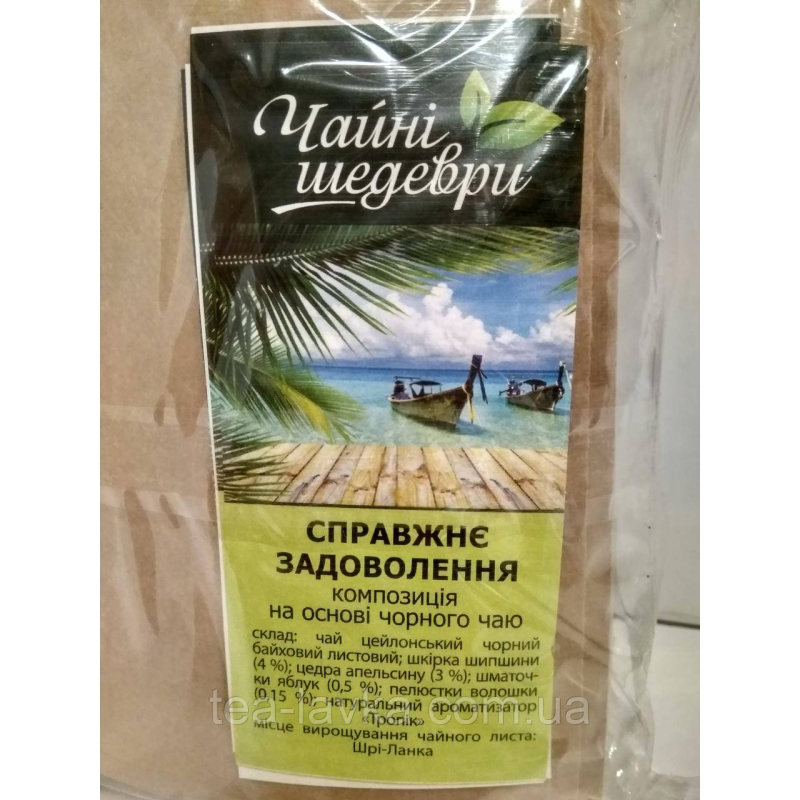 Чайні
шедеври
СПРАВЖНЄ
ЗАДОВОЛЕННЯ
композиція
на основі чорного чаю
склад: чай цейлонський чорний
байховий листовий; шкірка шипшини
(4 %); цедра апельсину (3 %); шматоч-
ки яблук (0,5 %); пелюстки волошки
(0,15 %); натуральний ароматизатор
«Тропік»
tea-lavka.com.ua
місце вирощування чайного листа:
Шрі-Ланка